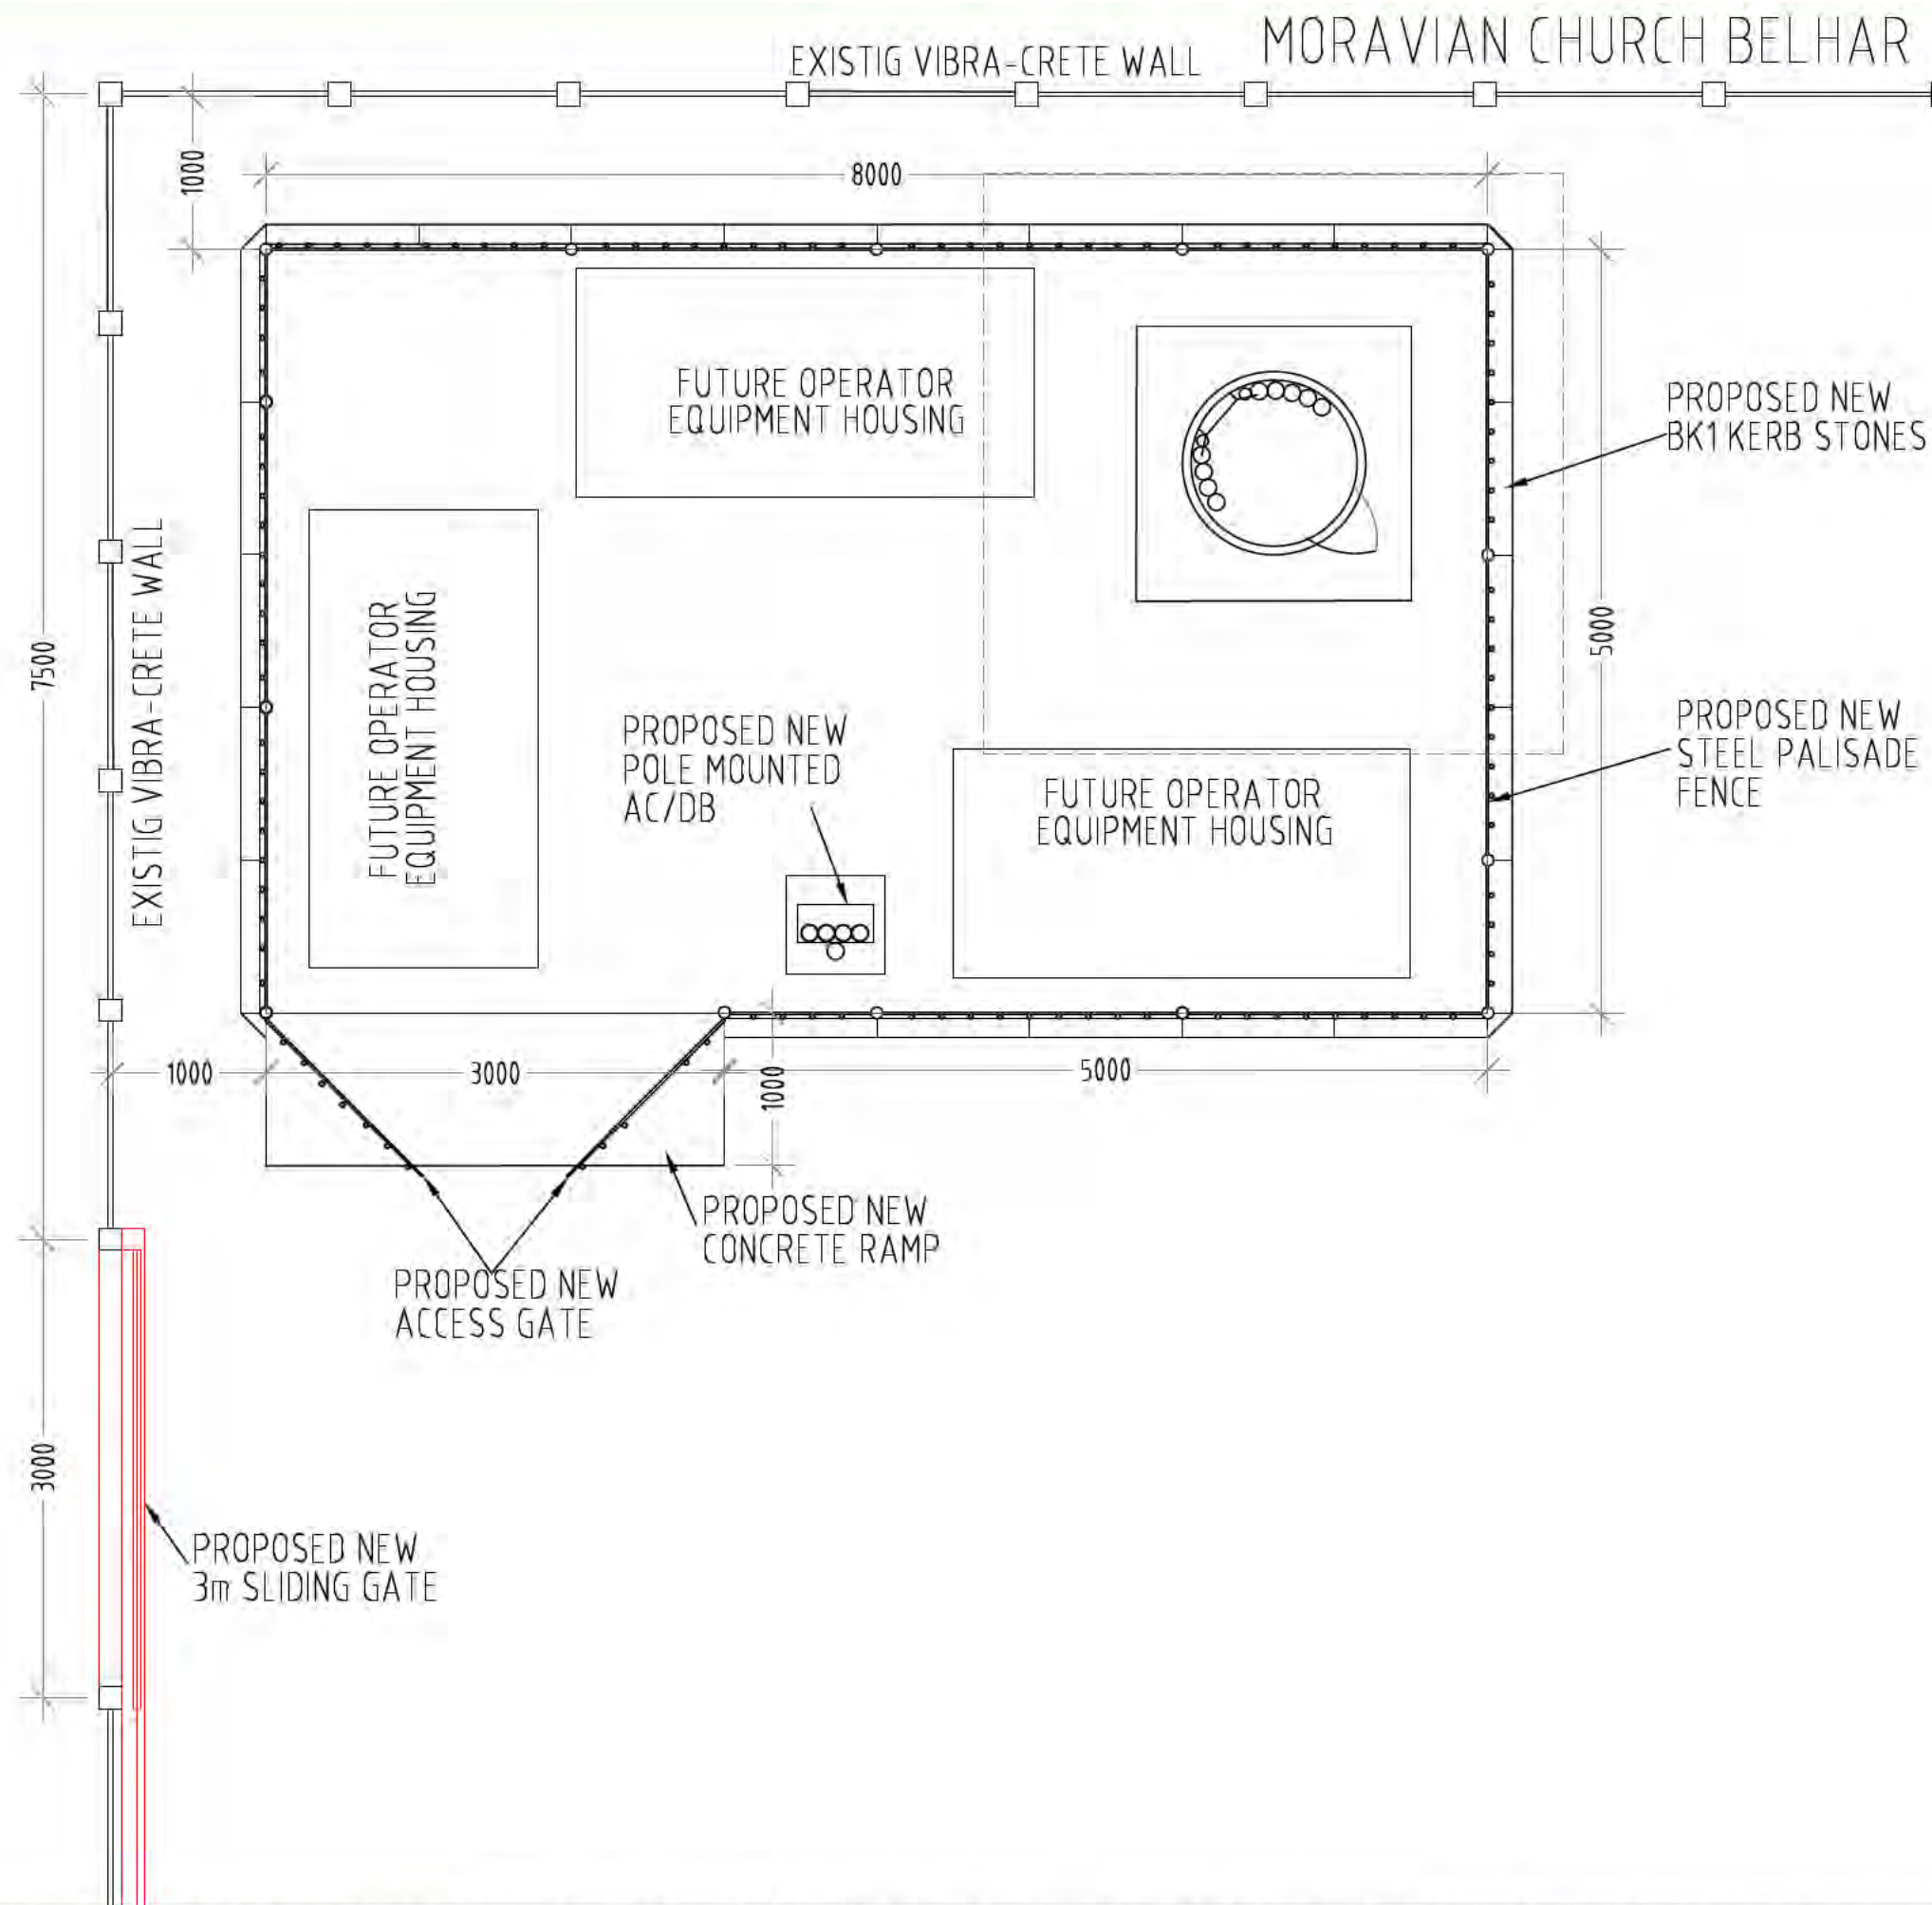 MORAVIAN CHURCH BELHAR
EXISTIG VIBRA-CRETE WALL
1000
8000
FUTURE OPERATOR
EQUIPMENT HOUSING
PROPOSED NEW
BK1 KERB STONES
EXISTIG VIBRA-CRETE WALL
7500
FUTURE OPERATOR
EQUIPMENT HOUSING
5000
PROPOSED NEW
POLE MOUNTED
AC/DB
FUTURE OPERATOR
EQUIPMENT HOUSING
PROPOSED NEW
STEEL PALISADE
FENCE
1000
3000
1000
5000
PROPOSED NEW
CONCRETE RAMP
PROPOSED NEW
ACCESS GATE
3000
PROPOSED NEW
3m SLIDING GATE